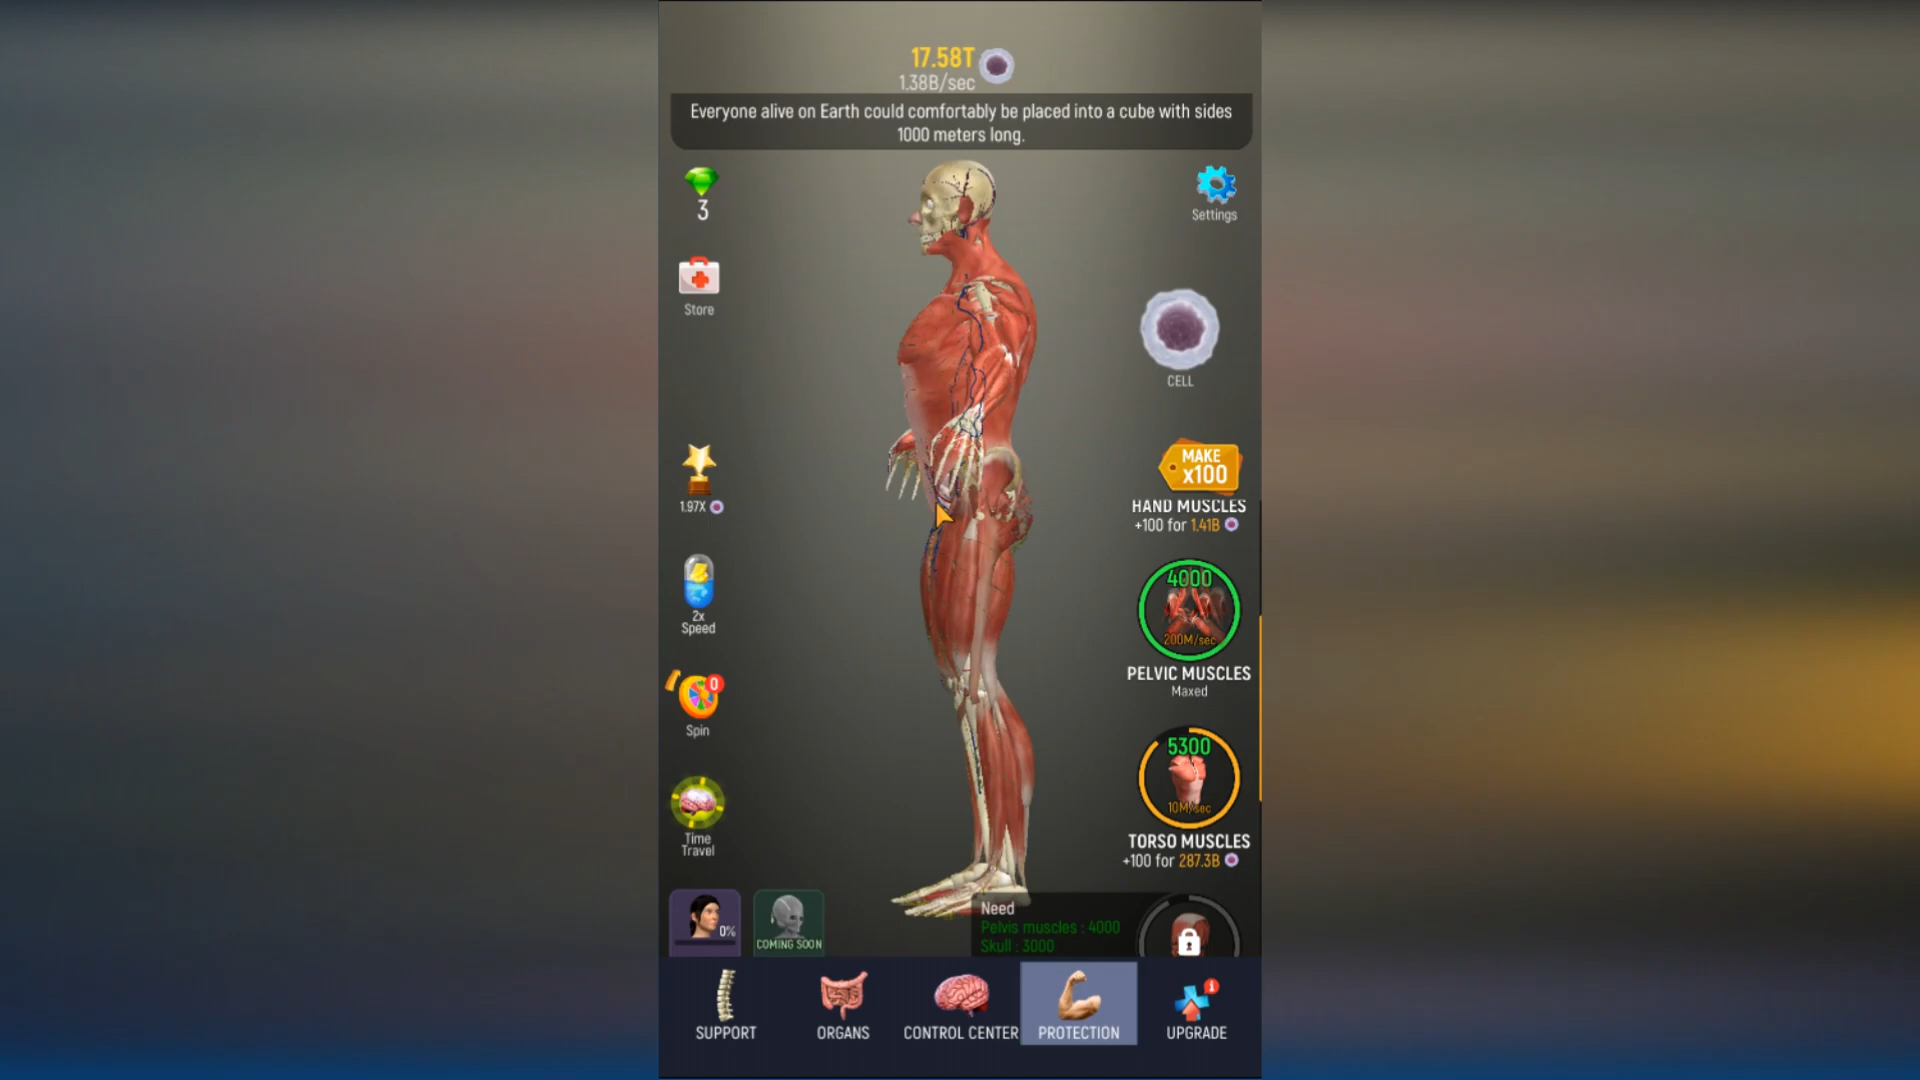 17.58T
1.38B/sec
Everyone alive on Earth could comfortably be placed into a cube with sides
1000 meters long.
3
Settings
Store
CELL
MAKE
x100
HAND MUSCLES
+100 for 1.41B
1.97X
4000
200M/sec
PELVIC MUSCLES
Maxed
2x
Speed
0
Spin
5300
10M/sec
TORSO MUSCLES
+100 for 287.3B
Time
Travel
0%
COMING SOON
Need
Pelvis muscles : 4000
Skull : 3000
SUPPORT
ORGANS
CONTROL CENTER
PROTECTION
UPGRADE